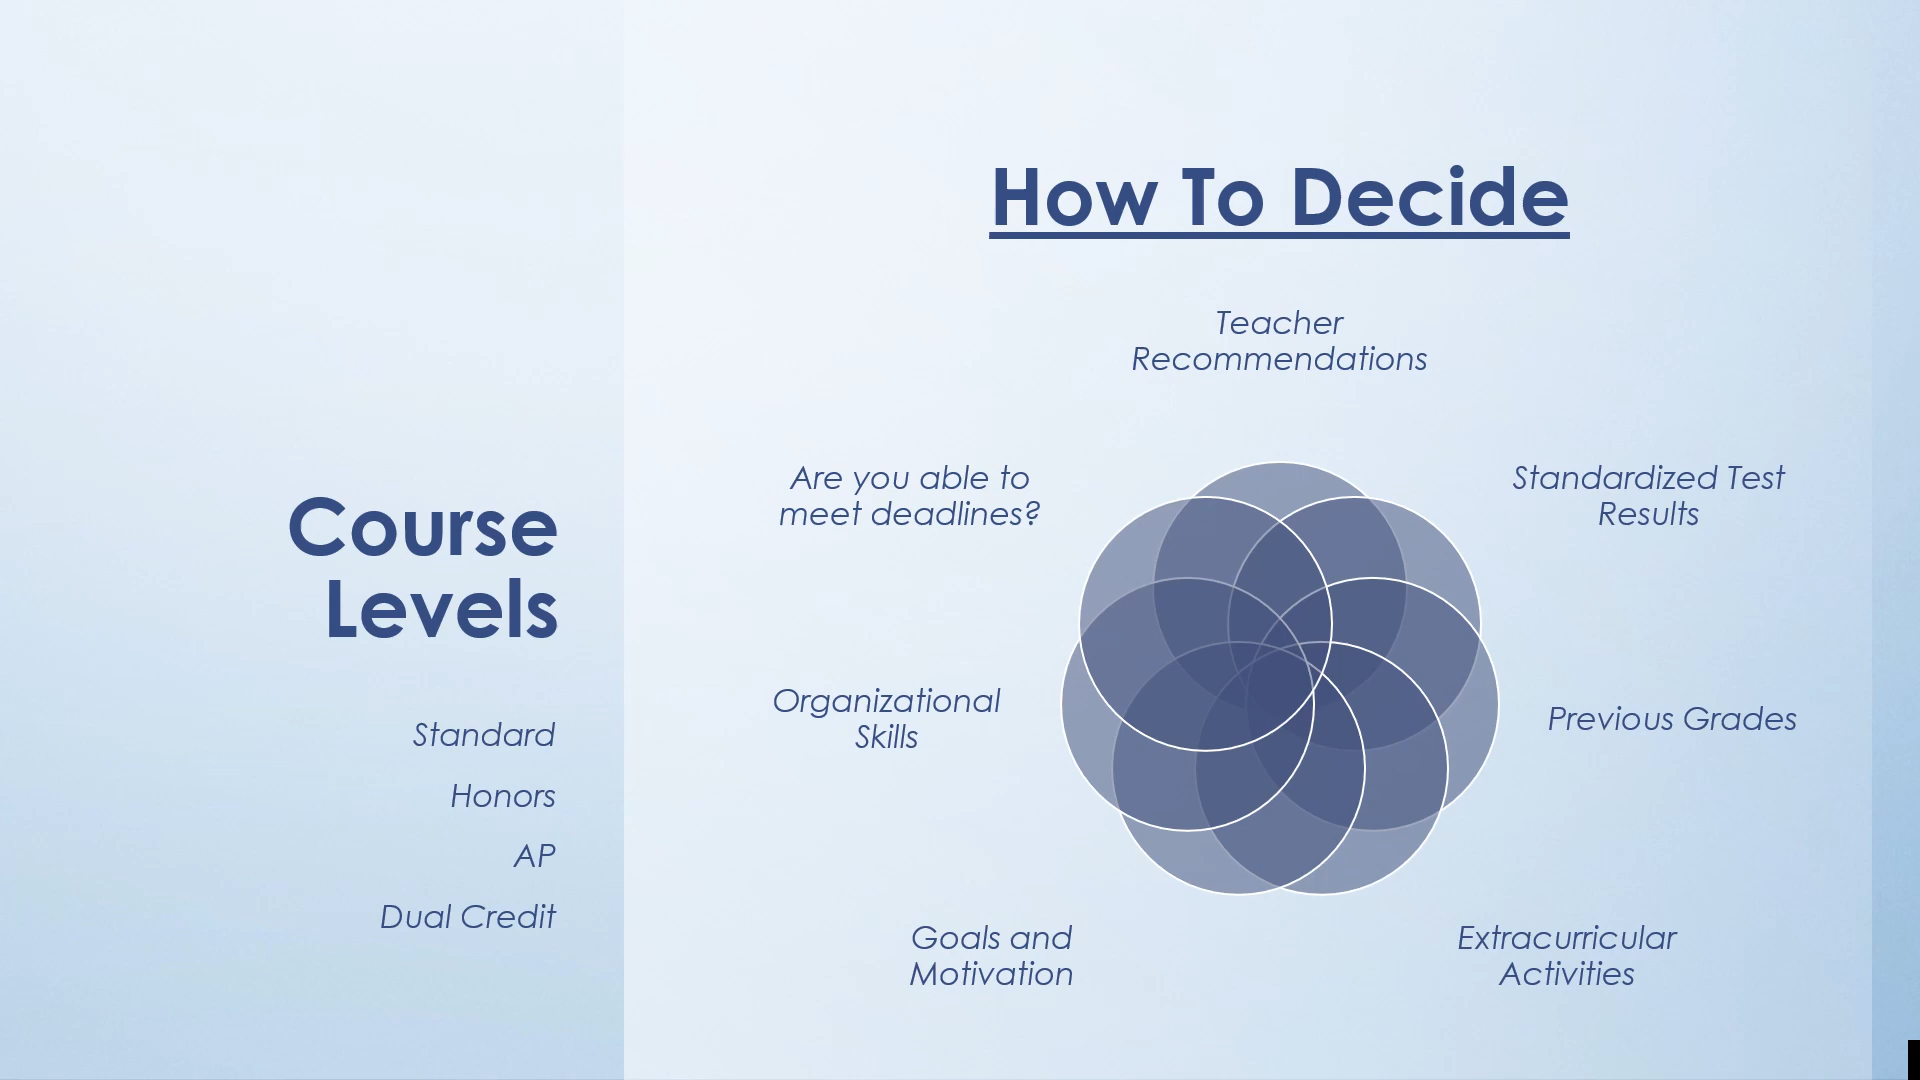 Course
Levels
Standard
Honors
AP
Dual Credit
How To Decide
Teacher
Recommendations
Standardized Test
Results
Previous Grades
Extracurricular
Activities
Goals and
Motivation
Organizational
Skills
Are you able to
meet deadlines?